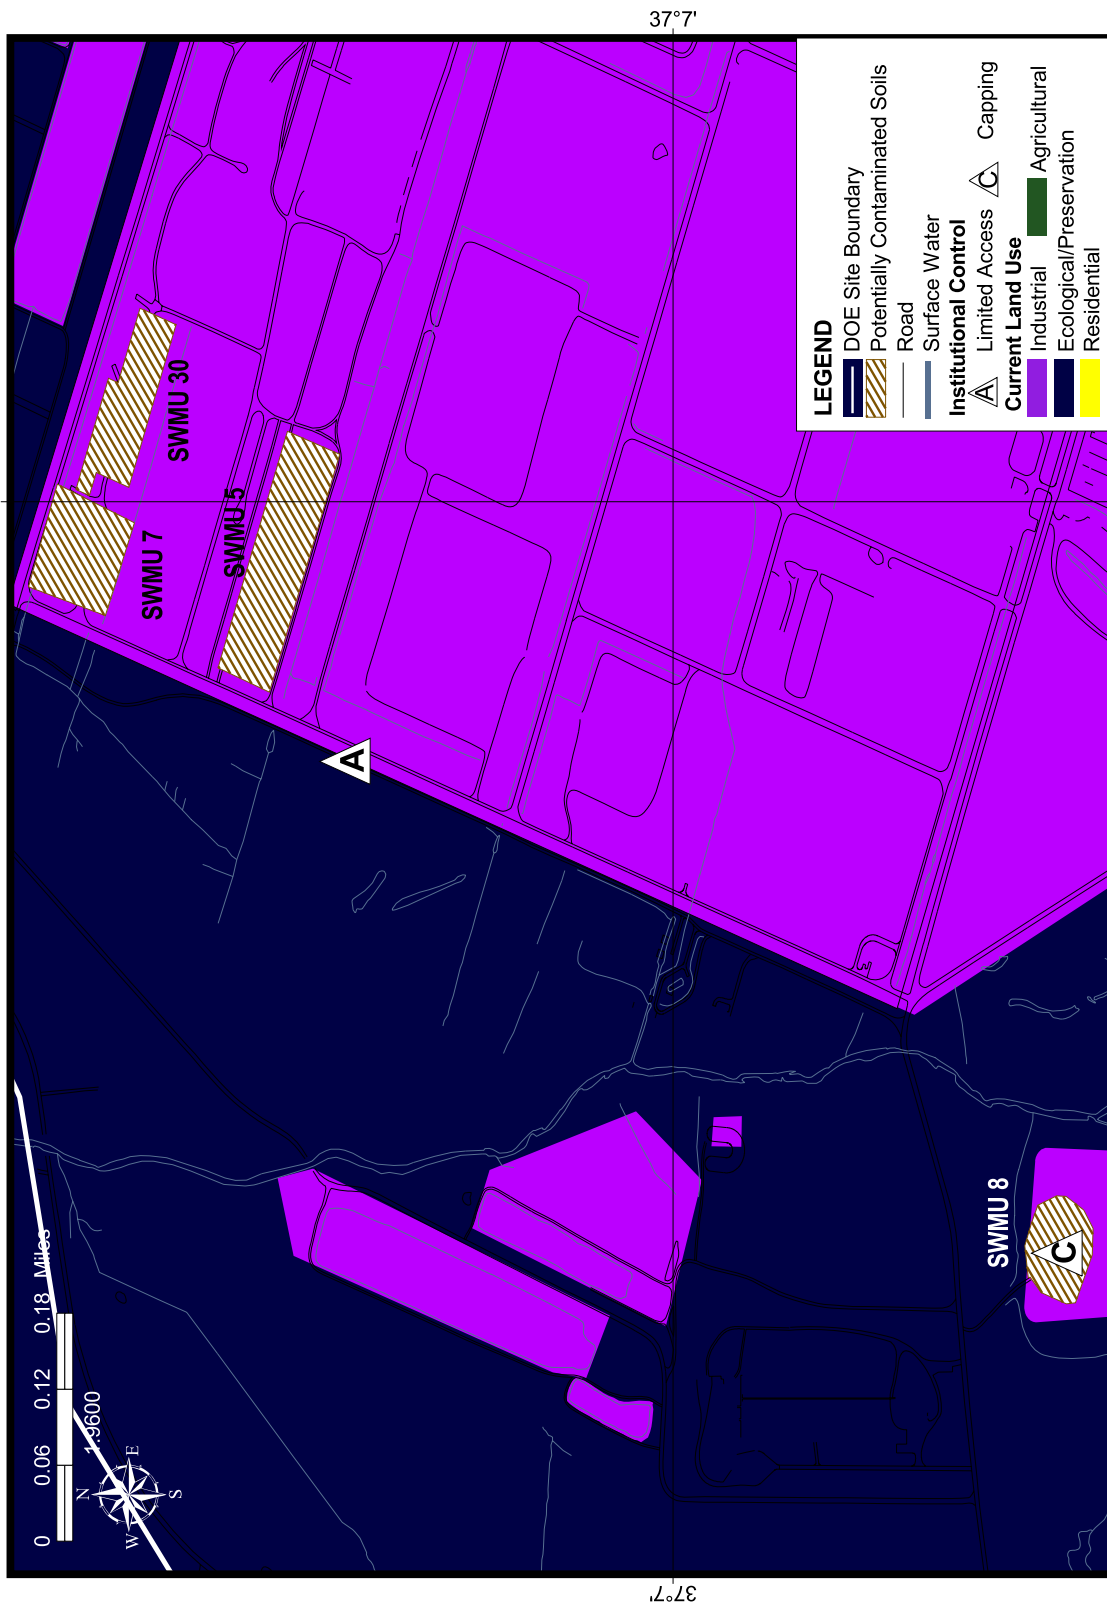 37°7'
SWMU 30
SWMU 7
SWMU 5
A
SWMU 8
C
0 0.06 0.12 0.18 Miles
1:9600
N
E
S
W
LEGEND
DOE Site Boundary
Potentially Contaminated Soils
Road
Surface Water
Institutional Control
A Limited Access C Capping
Current Land Use
Industrial Agricultural
Ecological/Preservation
Residential
37°7'